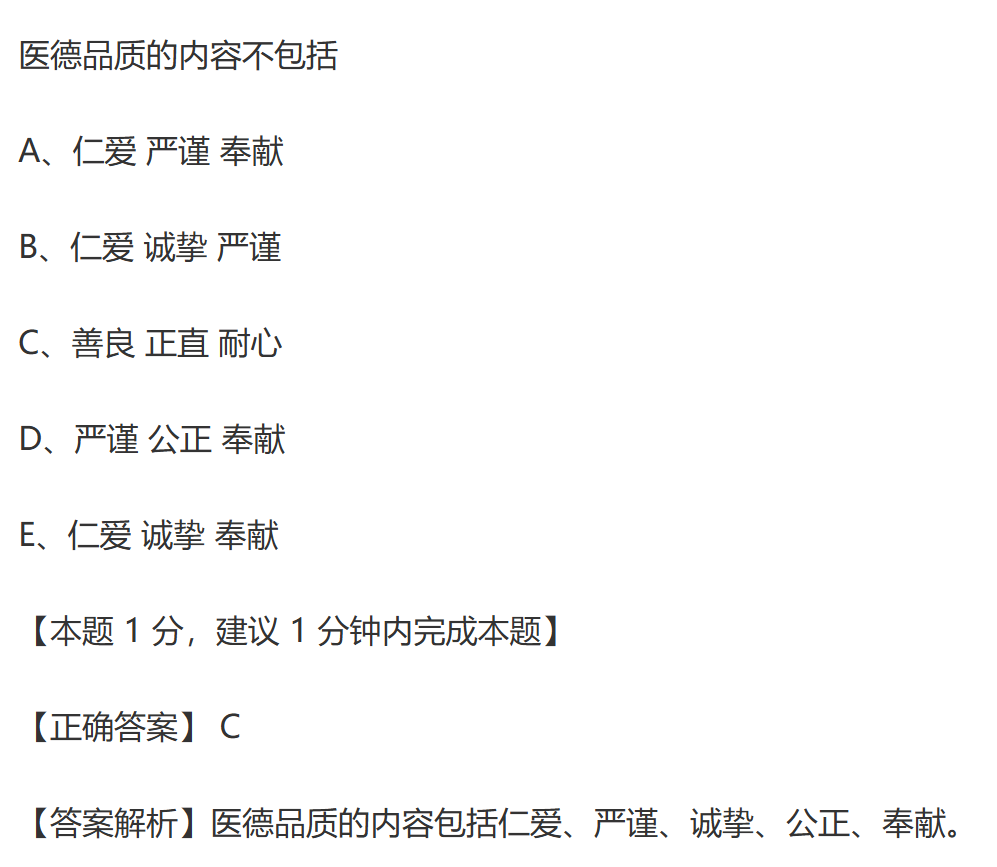 医德品质的内容不包括
A、仁爱 严谨 奉献
B、仁爱 诚挚 严谨
C、善良 正直 耐心
D、严谨 公正 奉献
E、仁爱 诚挚 奉献
【本题 1 分，建议 1 分钟内完成本题】
【正确答案】 C
【答案解析】医德品质的内容包括仁爱、严谨、诚挚、公正、奉献。